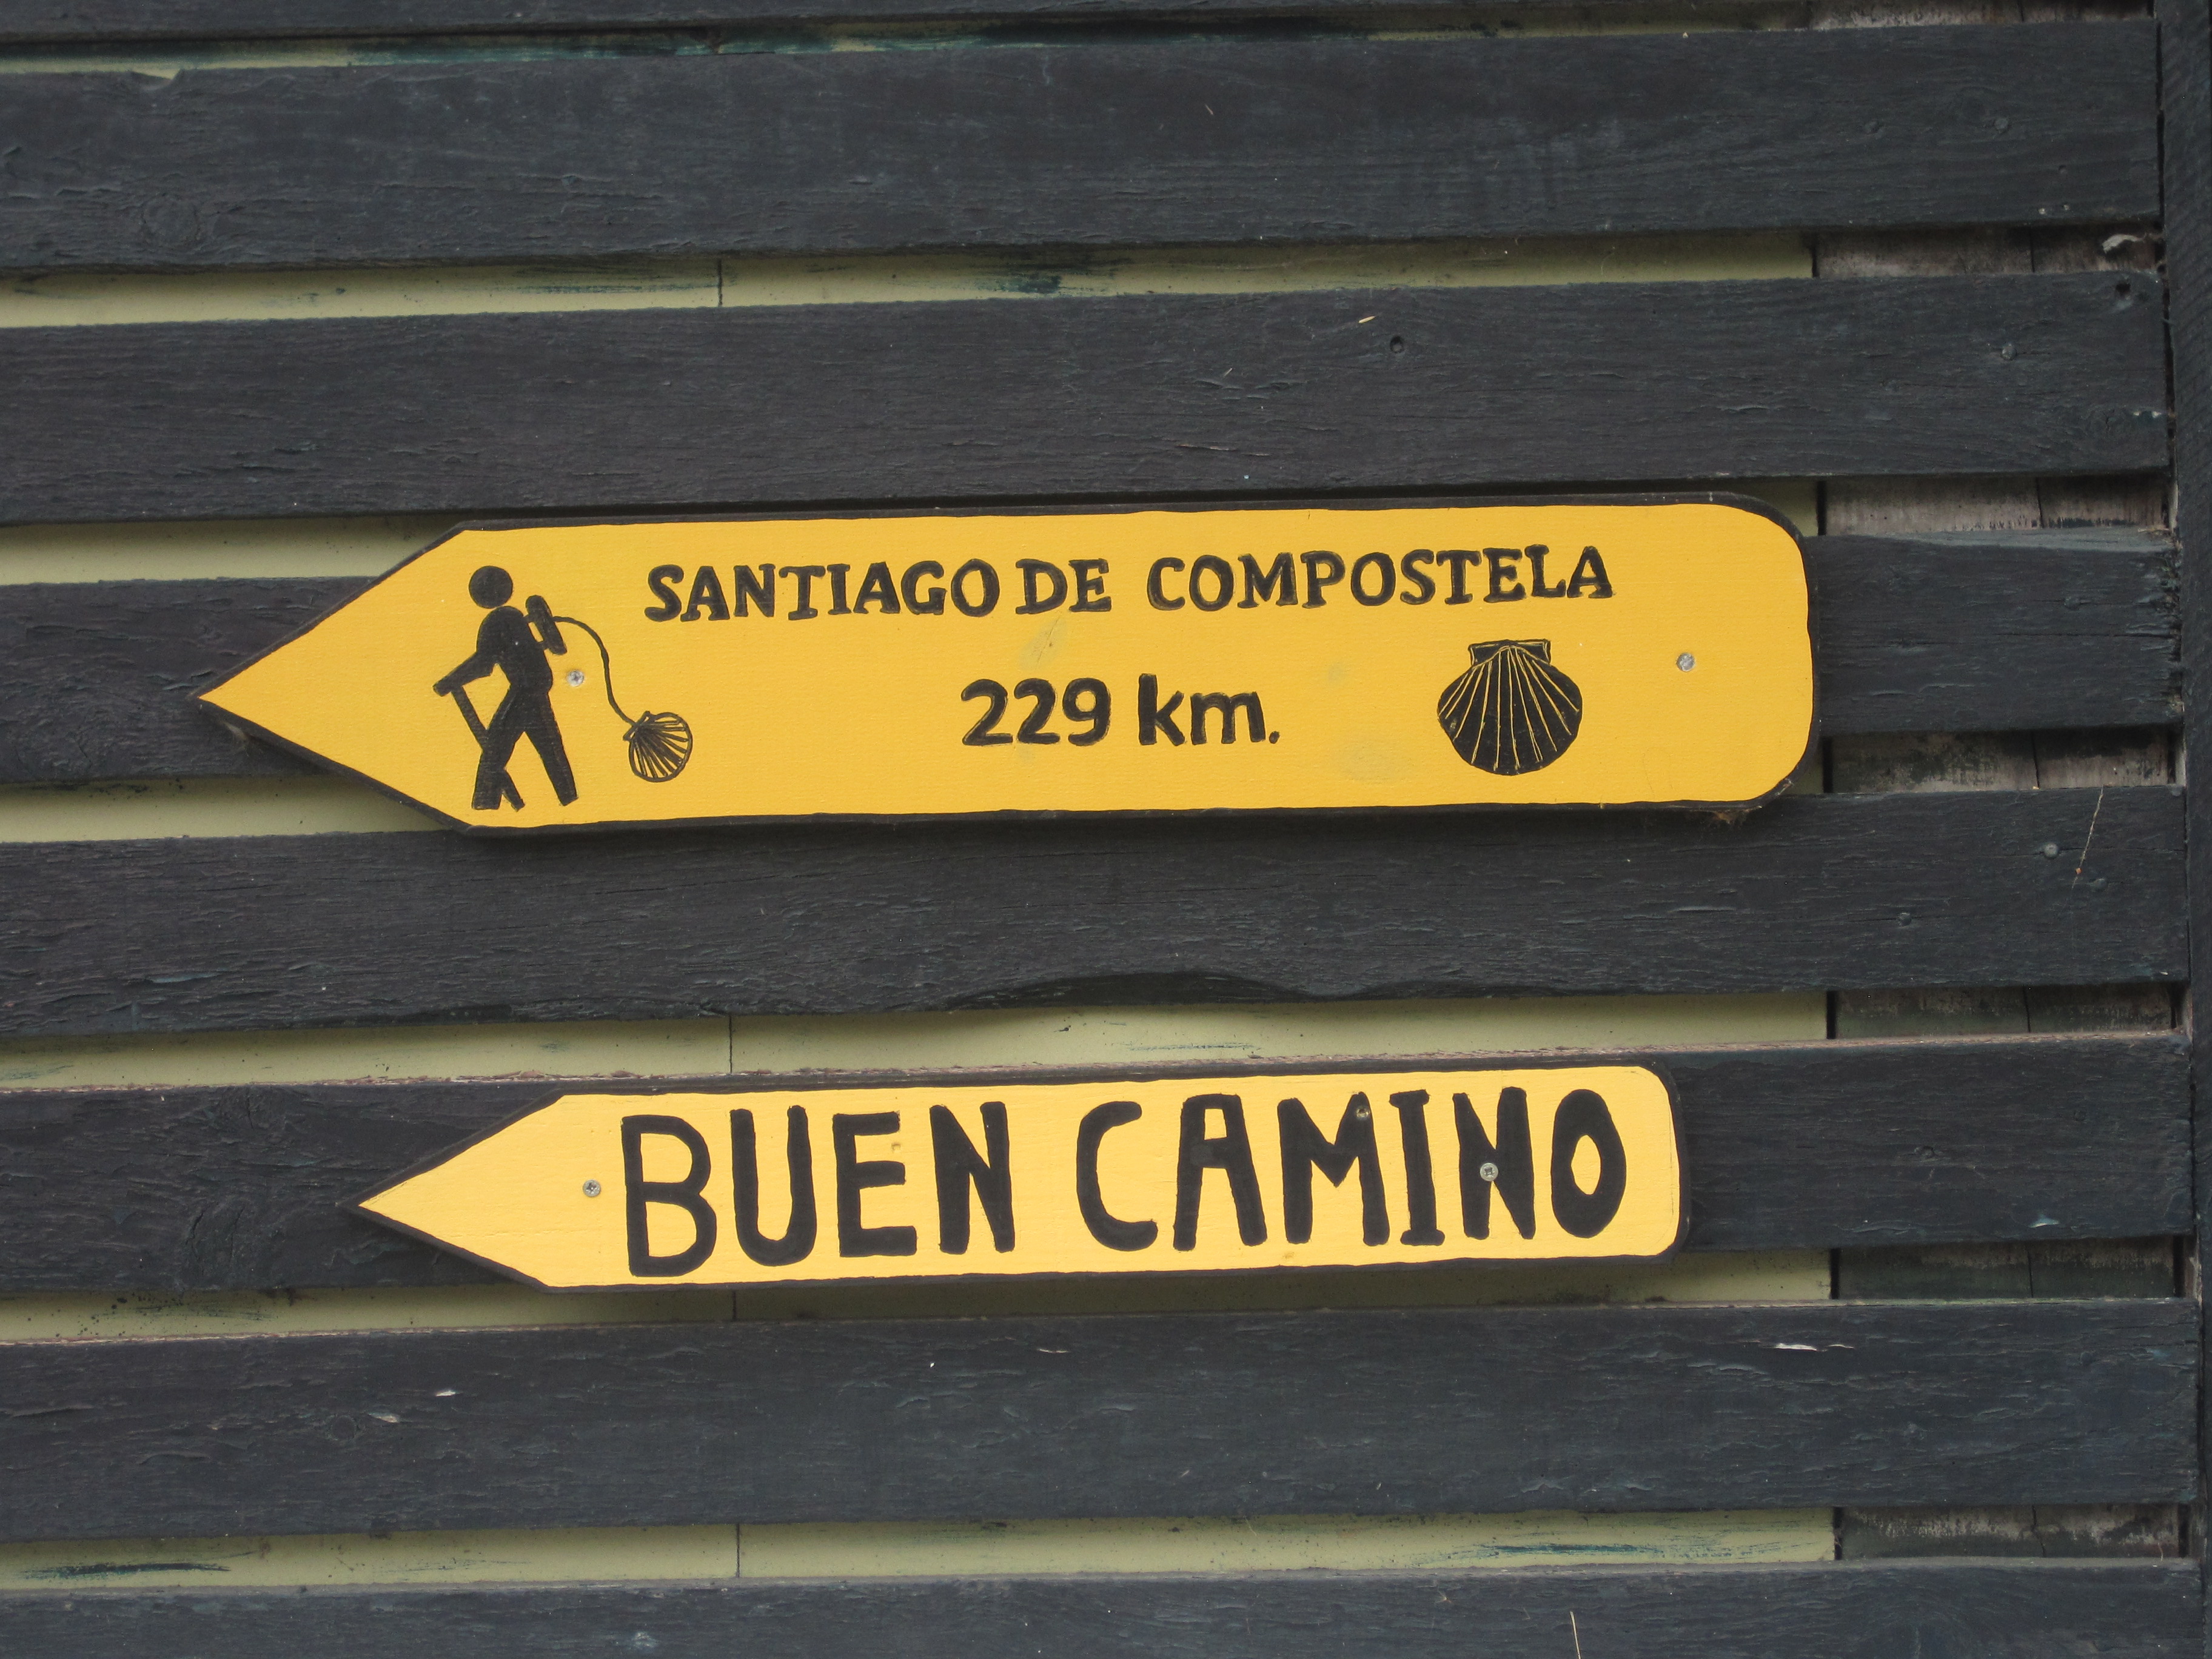 SANTIAGO DE COMPOSTELA
229 km.
BUEN CAMINO